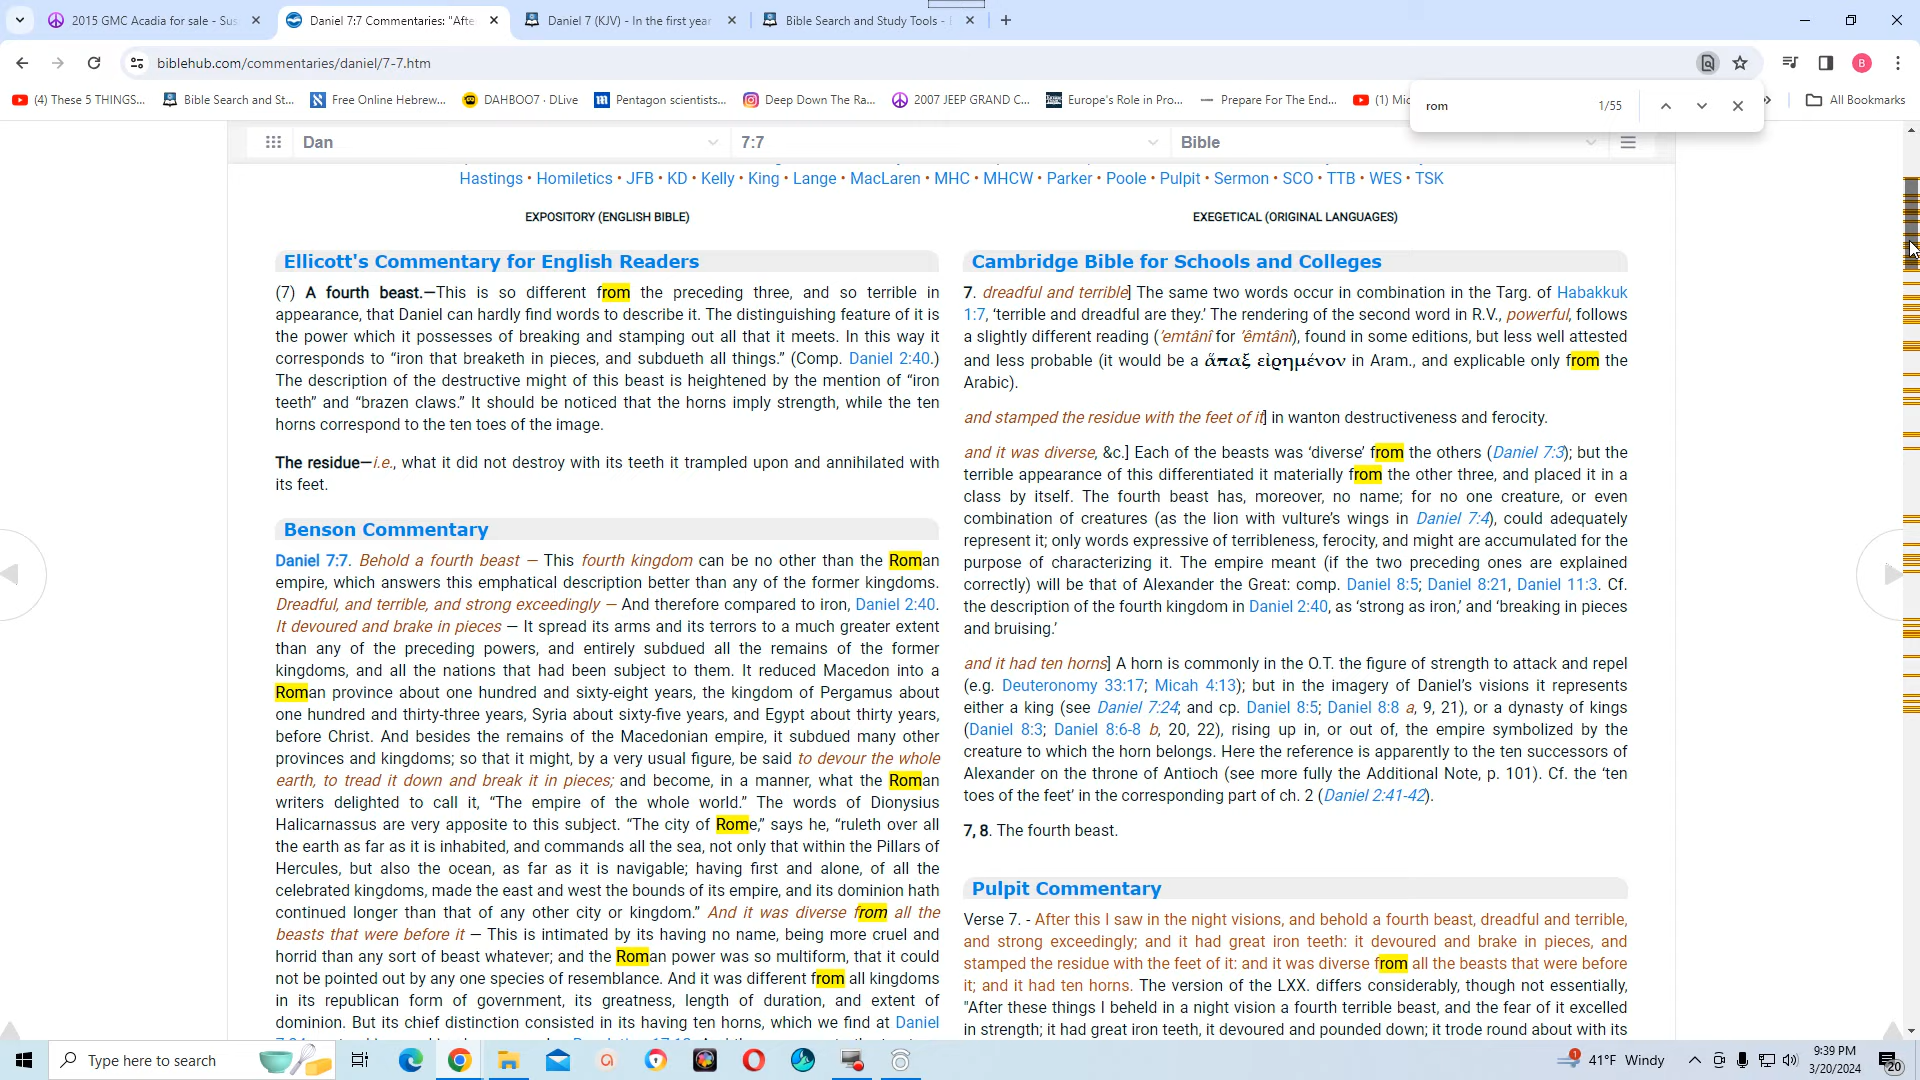 2015 GMC Acadia for sale - Sus
Daniel 7:7 Commentaries: "Afte
Daniel 7 (KJV) - In the first year
Bible Search and Study Tools -
biblehub.com/commentaries/daniel/7-7.htm
B
(4) These 5 THINGS...
Bible Search and St...
Free Online Hebrew...
DAHBOO7 · DLive
Pentagon scientists...
Deep Down The Ra...
2007 JEEP GRAND C...
Europe's Role in Pro...
Prepare For The End...
(1) Mic
All Bookmarks
rom
1/55
Dan
7:7
Bible
Hastings • Homiletics • JFB • KD • Kelly • King • Lange • MacLaren • MHC • MHCW • Parker • Poole • Pulpit • Sermon • SCO • TTB • WES • TSK
EXPOSITORY (ENGLISH BIBLE)
Ellicott's Commentary for English Readers
(7) A fourth beast.—This is so different from the preceding three, and so terrible in
appearance, that Daniel can hardly find words to describe it. The distinguishing feature of it is
the power which it possesses of breaking and stamping out all that it meets. In this way it
corresponds to “iron that breaketh in pieces, and subdueth all things.” (Comp. Daniel 2:40.)
The description of the destructive might of this beast is heightened by the mention of “iron
teeth” and “brazen claws.” It should be noticed that the horns imply strength, while the ten
horns correspond to the ten toes of the image.
The residue—i.e., what it did not destroy with its teeth it trampled upon and annihilated with
its feet.
Benson Commentary
Daniel 7:7. Behold a fourth beast — This fourth kingdom can be no other than the Roman
empire, which answers this emphatical description better than any of the former kingdoms.
Dreadful, and terrible, and strong exceedingly — And therefore compared to iron, Daniel 2:40.
It devoured and brake in pieces — It spread its arms and its terrors to a much greater extent
than any of the preceding powers, and entirely subdued all the remains of the former
kingdoms, and all the nations that had been subject to them. It reduced Macedon into a
Roman province about one hundred and sixty-eight years, the kingdom of Pergamus about
one hundred and thirty-three years, Syria about sixty-five years, and Egypt about thirty years,
before Christ. And besides the remains of the Macedonian empire, it subdued many other
provinces and kingdoms; so that it might, by a very usual figure, be said to devour the whole
earth, to tread it down and break it in pieces; and become, in a manner, what the Roman
writers delighted to call it, “The empire of the whole world.” The words of Dionysius
Halicarnassus are very apposite to this subject. “The city of Rome,” says he, “ruleth over all
the earth as far as it is inhabited, and commands all the sea, not only that within the Pillars of
Hercules, but also the ocean, as far as it is navigable; having first and alone, of all the
celebrated kingdoms, made the east and west the bounds of its empire, and its dominion hath
continued longer than that of any other city or kingdom.” And it was diverse from all the
beasts that were before it — This is intimated by its having no name, being more cruel and
horrid than any sort of beast whatever; and the Roman power was so multiform, that it could
not be pointed out by any one species of resemblance. And it was different from all kingdoms
in its republican form of government, its greatness, length of duration, and extent of
dominion. But its chief distinction consisted in its having ten horns, which we find at Daniel
EXEGETICAL (ORIGINAL LANGUAGES)
Cambridge Bible for Schools and Colleges
7. dreadful and terrible] The same two words occur in combination in the Targ. of Habakkuk
1:7, ‘terrible and dreadful are they.’ The rendering of the second word in R.V., powerful, follows
a slightly different reading (’emtânî for ’êmtânî), found in some editions, but less well attested
and less probable (it would be a ἅπαξ εἰρημένον in Aram., and explicable only from the
Arabic).
and stamped the residue with the feet of it] in wanton destructiveness and ferocity.
and it was diverse, &c.] Each of the beasts was ‘diverse’ from the others (Daniel 7:3); but the
terrible appearance of this differentiated it materially from the other three, and placed it in a
class by itself. The fourth beast has, moreover, no name; for no one creature, or even
combination of creatures (as the lion with vulture’s wings in Daniel 7:4), could adequately
represent it; only words expressive of terribleness, ferocity, and might are accumulated for the
purpose of characterizing it. The empire meant (if the two preceding ones are explained
correctly) will be that of Alexander the Great: comp. Daniel 8:5; Daniel 8:21, Daniel 11:3. Cf.
the description of the fourth kingdom in Daniel 2:40, as ‘strong as iron,’ and ‘breaking in pieces
and bruising.’
and it had ten horns] A horn is commonly in the O.T. the figure of strength to attack and repel
(e.g. Deuteronomy 33:17; Micah 4:13); but in the imagery of Daniel’s visions it represents
either a king (see Daniel 7:24; and cp. Daniel 8:5; Daniel 8:8 a, 9, 21), or a dynasty of kings
(Daniel 8:3; Daniel 8:6-8 b, 20, 22), rising up in, or out of, the empire symbolized by the
creature to which the horn belongs. Here the reference is apparently to the ten successors of
Alexander on the throne of Antioch (see more fully the Additional Note, p. 101). Cf. the ‘ten
toes of the feet’ in the corresponding part of ch. 2 (Daniel 2:41-42).
7, 8. The fourth beast.
Pulpit Commentary
Verse 7. - After this I saw in the night visions, and behold a fourth beast, dreadful and terrible,
and strong exceedingly; and it had great iron teeth: it devoured and brake in pieces, and
stamped the residue with the feet of it: and it was diverse from all the beasts that were before
it; and it had ten horns. The version of the LXX. differs considerably, though not essentially,
"After these things I beheld in a night vision a fourth terrible beast, and the fear of it excelled
in strength; it had great iron teeth, it devoured and pounded down; it trode round about with its
Type here to search
1
41°F Windy
9:39 PM
3/20/2024
20